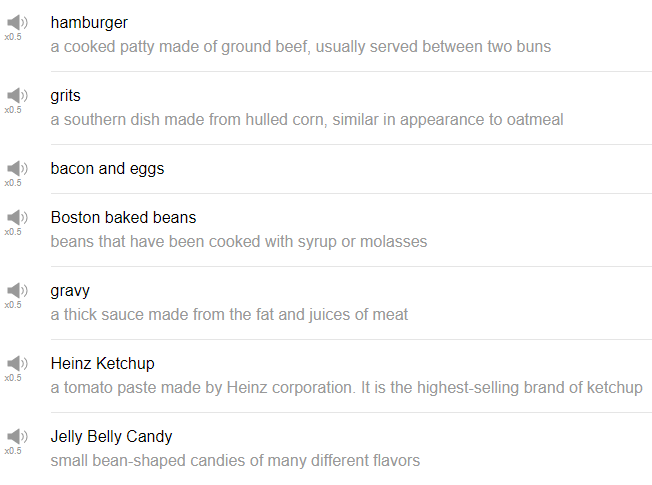 hamburger
x0.5
a cooked patty made of ground beef, usually served between two buns
grits
x0.5
a southern dish made from hulled corn, similar in appearance to oatmeal
bacon and eggs
x0.5
Boston baked beans
x0.5
beans that have been cooked with syrup or molasses
gravy
x0.5
a thick sauce made from the fat and juices of meat
Heinz Ketchup
x0.5
a tomato paste made by Heinz corporation. It is the highest-selling brand of ketchup
Jelly Belly Candy
x0.5
small bean-shaped candies of many different flavors